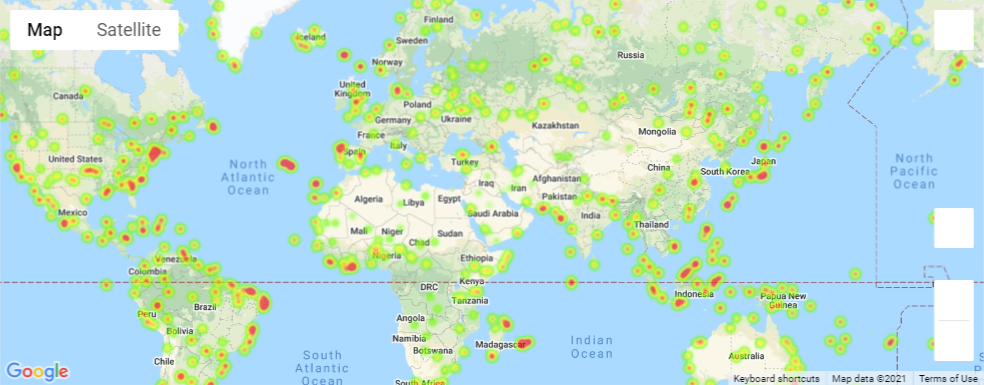 Map
Satellite
Iceland
Finland
Sweden
Norway
Russia
United
Kingdom
Canada
Poland
Germany
Ukraine
France
Kazakhstan
Mongolia
Italy
Spain
United States
Turkey
Japan
China
South Korea
North
Atlantic
Ocean
North
Pacific
Ocean
Afghanistan
Iraq
Iran
Algeria
Libya
Egypt
Pakistan
Saudi Arabia
Mexico
India
Thailand
Mali
Niger
Chad
Sudan
Nigeria
Ethiopia
Venezuela
Colombia
Kenya
DRC
Indonesia
Papua New
Guinea
Tanzania
Peru
Brazil
Angola
Bolivia
Namibia
Botswana
Madagascar
Indian
Ocean
Chile
South
Atlantic
Ocean
Australia
South Africa
Google
Keyboard shortcuts
Map data ©2021
Terms of Use